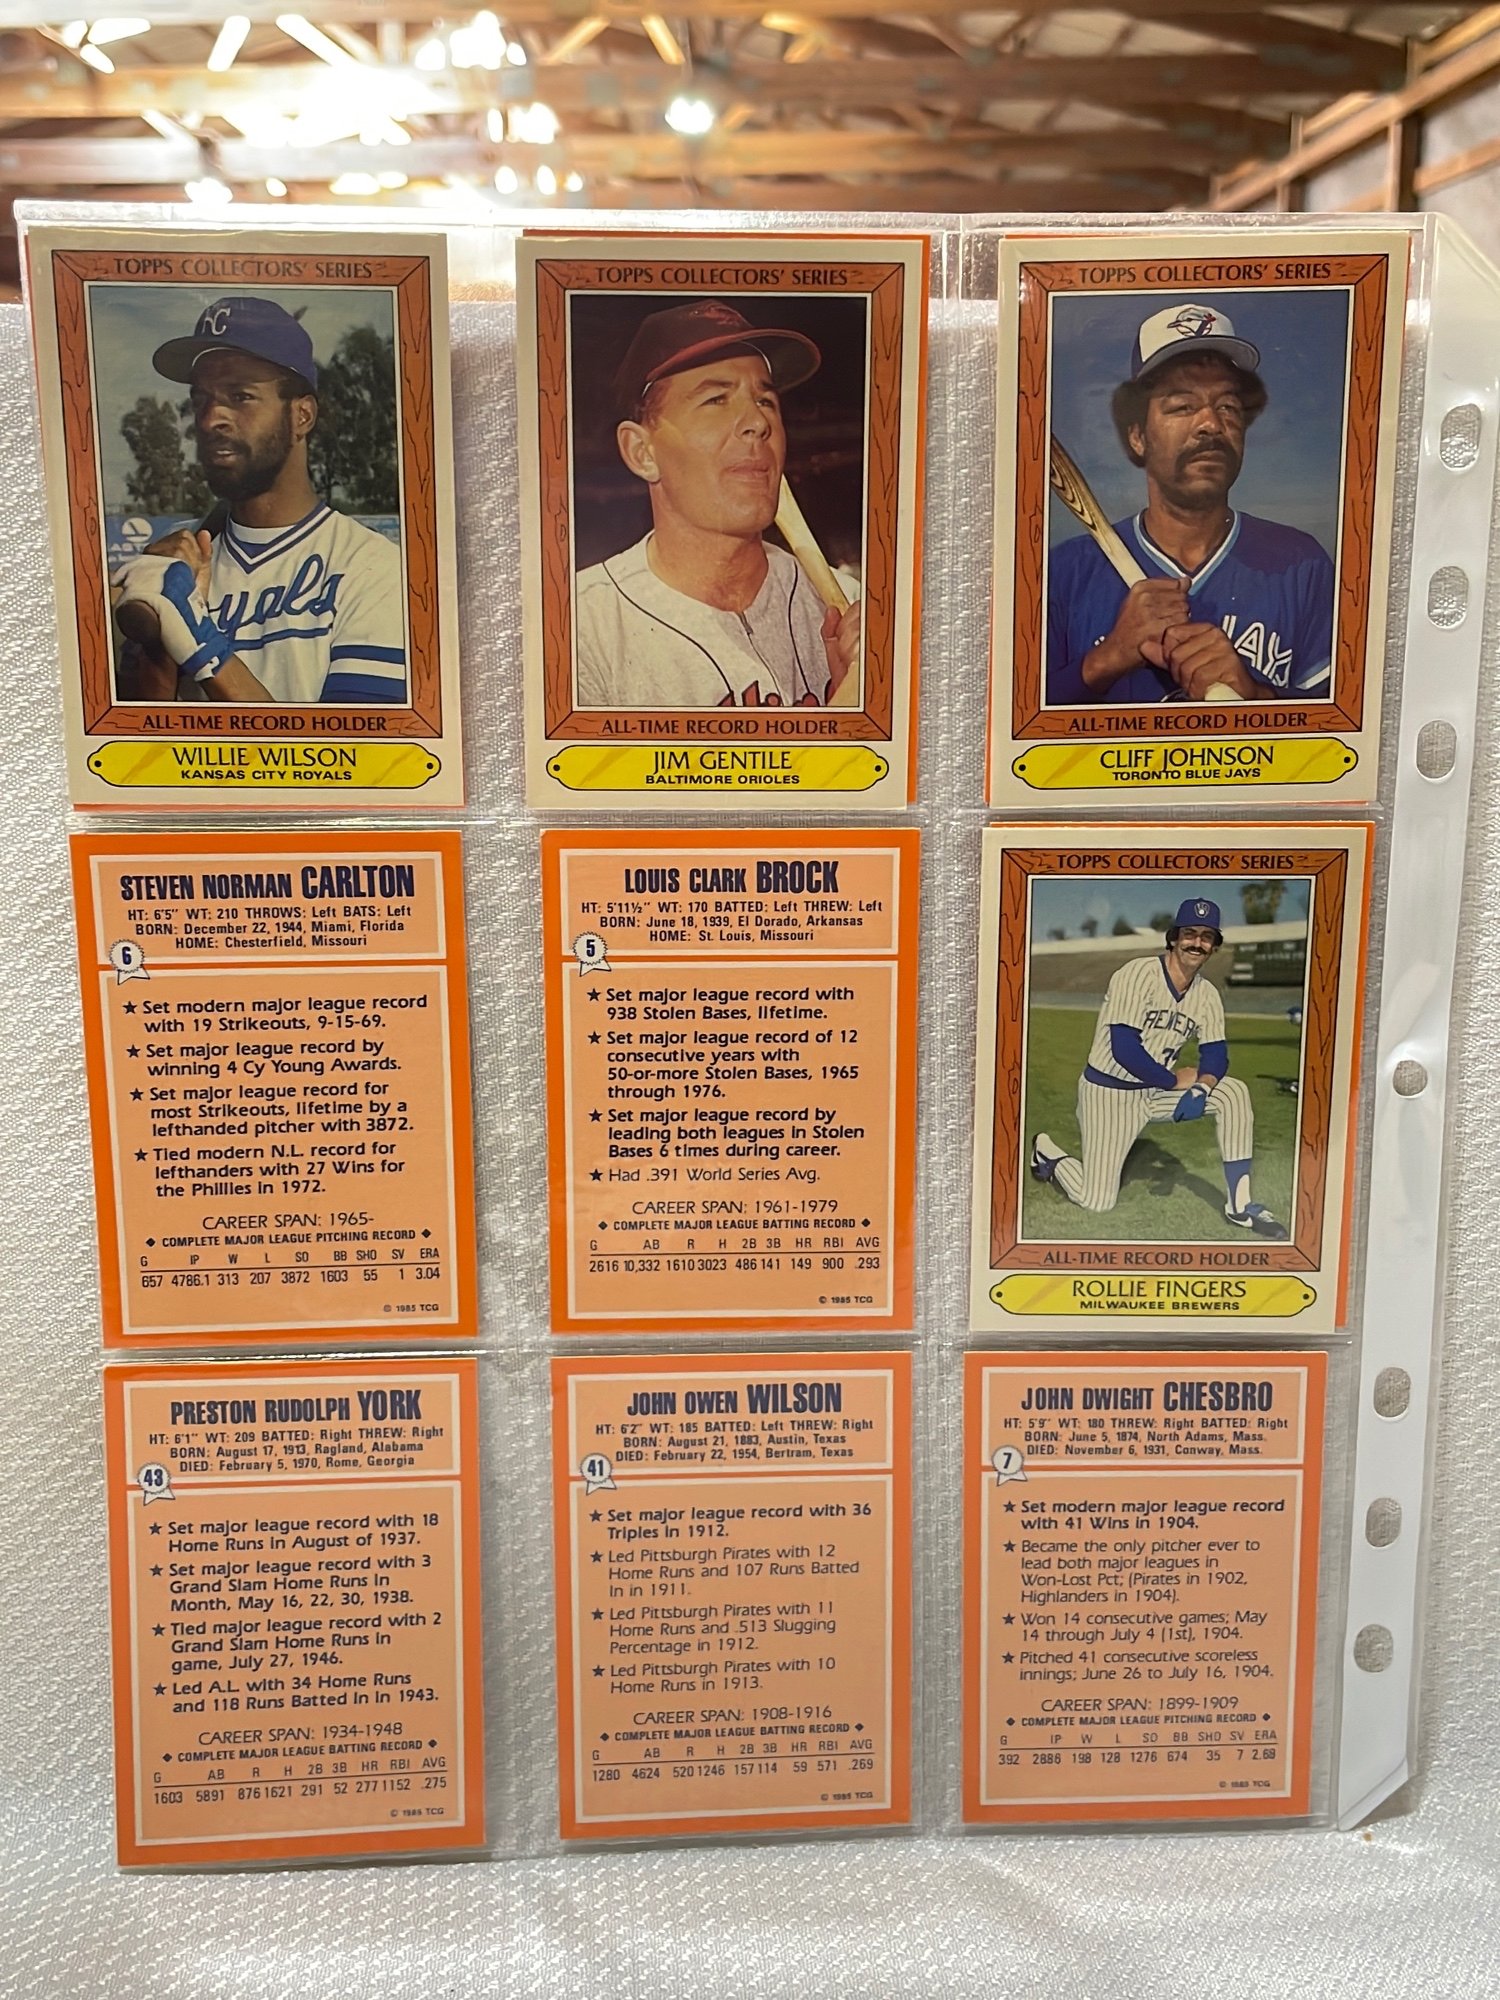 TOPPS COLLECTORS' SERIES
KC
Royals
ALL-TIME RECORD HOLDER
WILLIE WILSON
KANSAS CITY ROYALS
TOPPS COLLECTORS' SERIES
ALL-TIME RECORD HOLDER
JIM GENTILE
BALTIMORE ORIOLES
TOPPS COLLECTORS' SERIES
JAY
ALL-TIME RECORD HOLDER
CLIFF JOHNSON
TORONTO BLUE JAYS
STEVEN NORMAN CARLTON
HT: 6'5" WT: 210 THROWS: Left BATS: Left
BORN: December 22, 1944, Miami, Florida
HOME: Chesterfield, Missouri
6
★ Set modern major league record
with 19 Strikeouts, 9-15-69.
★ Set major league record by
winning 4 Cy Young Awards.
★ Set major league record for
most Strikeouts, lifetime by a
lefthanded pitcher with 3872.
★ Tied modern N.L. record for
lefthanders with 27 Wins for
the Phillies in 1972.
CAREER SPAN: 1965-
◆ COMPLETE MAJOR LEAGUE PITCHING RECORD ◆
G IP W L SO BB SHO SV ERA
657 4786.1 313 207 3872 1603 55 1 3.04
© 1985 TCG
LOUIS CLARK BROCK
HT: 5'11½" WT: 170 BATTED: Left THREW: Left
BORN: June 18, 1939, El Dorado, Arkansas
HOME: St. Louis, Missouri
5
★ Set major league record with
938 Stolen Bases, lifetime.
★ Set major league record of 12
consecutive years with
50-or-more Stolen Bases, 1965
through 1976.
★ Set major league record by
leading both leagues in Stolen
Bases 6 times during career.
★ Had .391 World Series Avg.
CAREER SPAN: 1961-1979
◆ COMPLETE MAJOR LEAGUE BATTING RECORD ◆
G AB R H 2B 3B HR RBI AVG
2616 10,332 1610 3023 486 141 149 900 .293
© 1985 TCG
TOPPS COLLECTORS' SERIES
REWER
34
ALL-TIME RECORD HOLDER
ROLLIE FINGERS
MILWAUKEE BREWERS
PRESTON RUDOLPH YORK
HT: 6'1" WT: 209 BATTED: Right THREW: Right
BORN: August 17, 1913, Ragland, Alabama
DIED: February 5, 1970, Rome, Georgia
43
★ Set major league record with 18
Home Runs in August of 1937.
★ Set major league record with 3
Grand Slam Home Runs in
Month, May 16, 22, 30, 1938.
★ Tied major league record with 2
Grand Slam Home Runs in
game, July 27, 1946.
★ Led A.L. with 34 Home Runs
and 118 Runs Batted In in 1943.
CAREER SPAN: 1934-1948
◆ COMPLETE MAJOR LEAGUE BATTING RECORD ◆
G AB R H 2B 3B HR RBI AVG
1603 5891 876 1621 291 52 277 1152 .275
© 1985 TCG
JOHN OWEN WILSON
HT: 6'2" WT: 185 BATTED: Left THREW: Right
BORN: August 21, 1883, Austin, Texas
DIED: February 22, 1954, Bertram, Texas
41
★ Set major league record with 36
Triples in 1912.
★ Led Pittsburgh Pirates with 12
Home Runs and 107 Runs Batted
In in 1911.
★ Led Pittsburgh Pirates with 11
Home Runs and .513 Slugging
Percentage in 1912.
★ Led Pittsburgh Pirates with 10
Home Runs in 1913.
CAREER SPAN: 1908-1916
◆ COMPLETE MAJOR LEAGUE BATTING RECORD ◆
G AB R H 2B 3B HR RBI AVG
1280 4624 520 1246 157 114 59 571 .269
© 1985 TCG
JOHN DWIGHT CHESBRO
HT: 5'9" WT: 180 THREW: Right BATTED: Right
BORN: June 5, 1874, North Adams, Mass.
DIED: November 6, 1931, Conway, Mass.
7
★ Set modern major league record
with 41 Wins in 1904.
★ Became the only pitcher ever to
lead both major leagues in
Won-Lost Pct; (Pirates in 1902,
Highlanders in 1904).
★ Won 14 consecutive games; May
14 through July 4 (1st), 1904.
★ Pitched 41 consecutive scoreless
innings; June 26 to July 16, 1904.
CAREER SPAN: 1899-1909
◆ COMPLETE MAJOR LEAGUE PITCHING RECORD ◆
G IP W L SO BB SHO SV ERA
392 2886 198 128 1276 674 35 7 2.68
© 1985 TCG